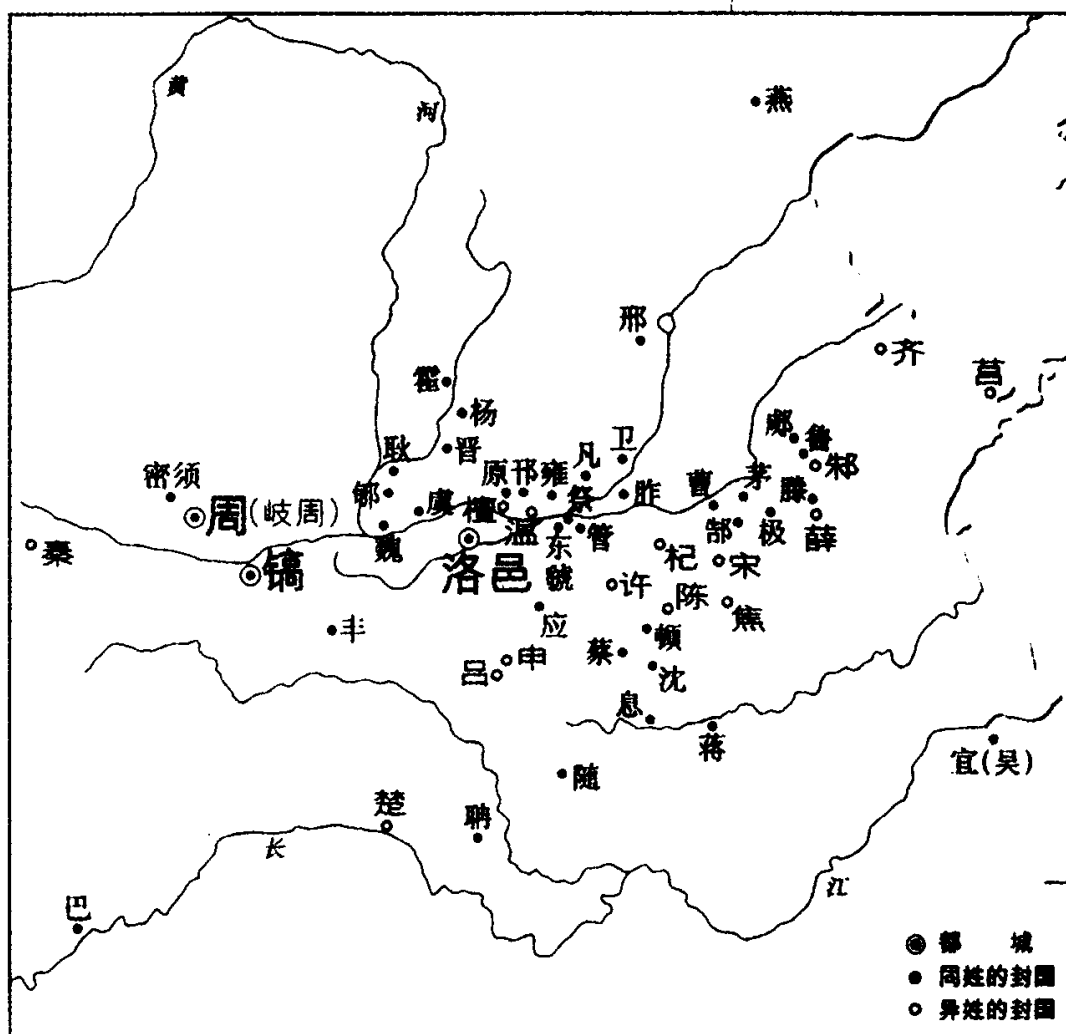 黄
河
燕
邢
齐
莒
霍
杨
晋
耿
郇
虞
魏
密须
周(岐周)
镐
秦
丰
原 邘 雍 凡 卫
檀 温 祭 胙
洛邑
东虢
管
曹 茅
郜 极
郕
鲁
邾
滕
薛
杞
宋
许
陈
焦
应
顿
蔡
沈
申
吕
息
蒋
随
宜(吴)
楚
聃
巴
长
江
都 城
同姓的封国
异姓的封国